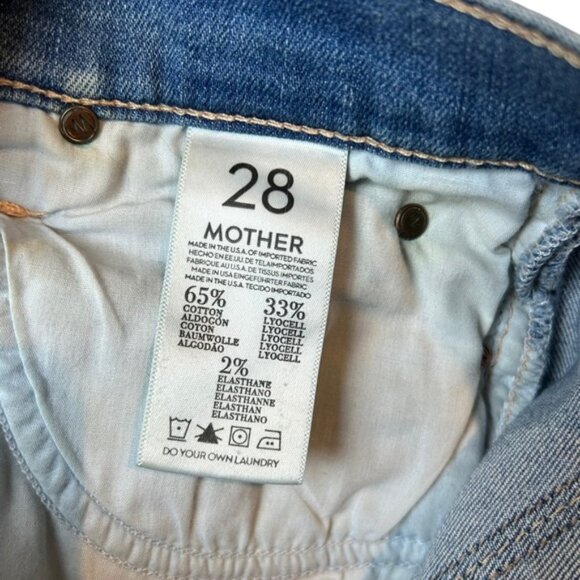 28
MOTHER
MADE IN THE U.S.A. OF IMPORTED FABRIC
HECHO EN EE.UU. DE TELA IMPORTADOS
FABRIQUE AU U.S.A. DE TISSUS IMPORTES
MADE IN USA EINGEFÜHRTER FABRIC
MADE IN THE U.S.A. TECIDO IMPORTADO
65%
COTTON
ALDOGÓN
COTON
BAUMWOLLE
ALGODÃO
33%
LYOCELL
LYOCELL
LYOCELL
LYOCELL
LYOCELL
2%
ELASTHANE
ELASTANO
ELASTHANNE
ELASTHAN
ELASTANO
DO YOUR OWN LAUNDRY
M